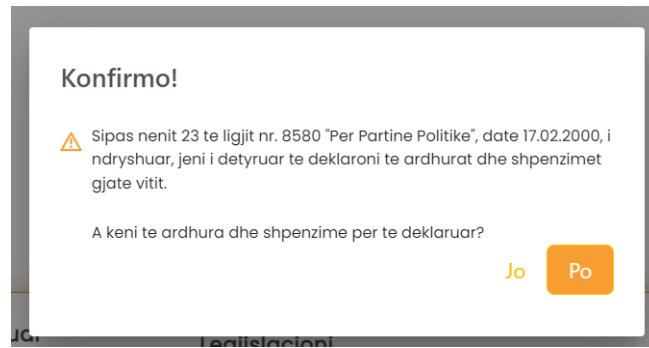 Konfirmo!
Sipas nenit 23 te ligjit nr. 8580 "Per Partine Politike", date 17.02.2000, i
ndryshuar, jeni i detyruar te deklaroni te ardhurat dhe shpenzimet
gjate vitit.
A keni te ardhura dhe shpenzime per te deklaruar?
Jo
Po
Legjislacioni